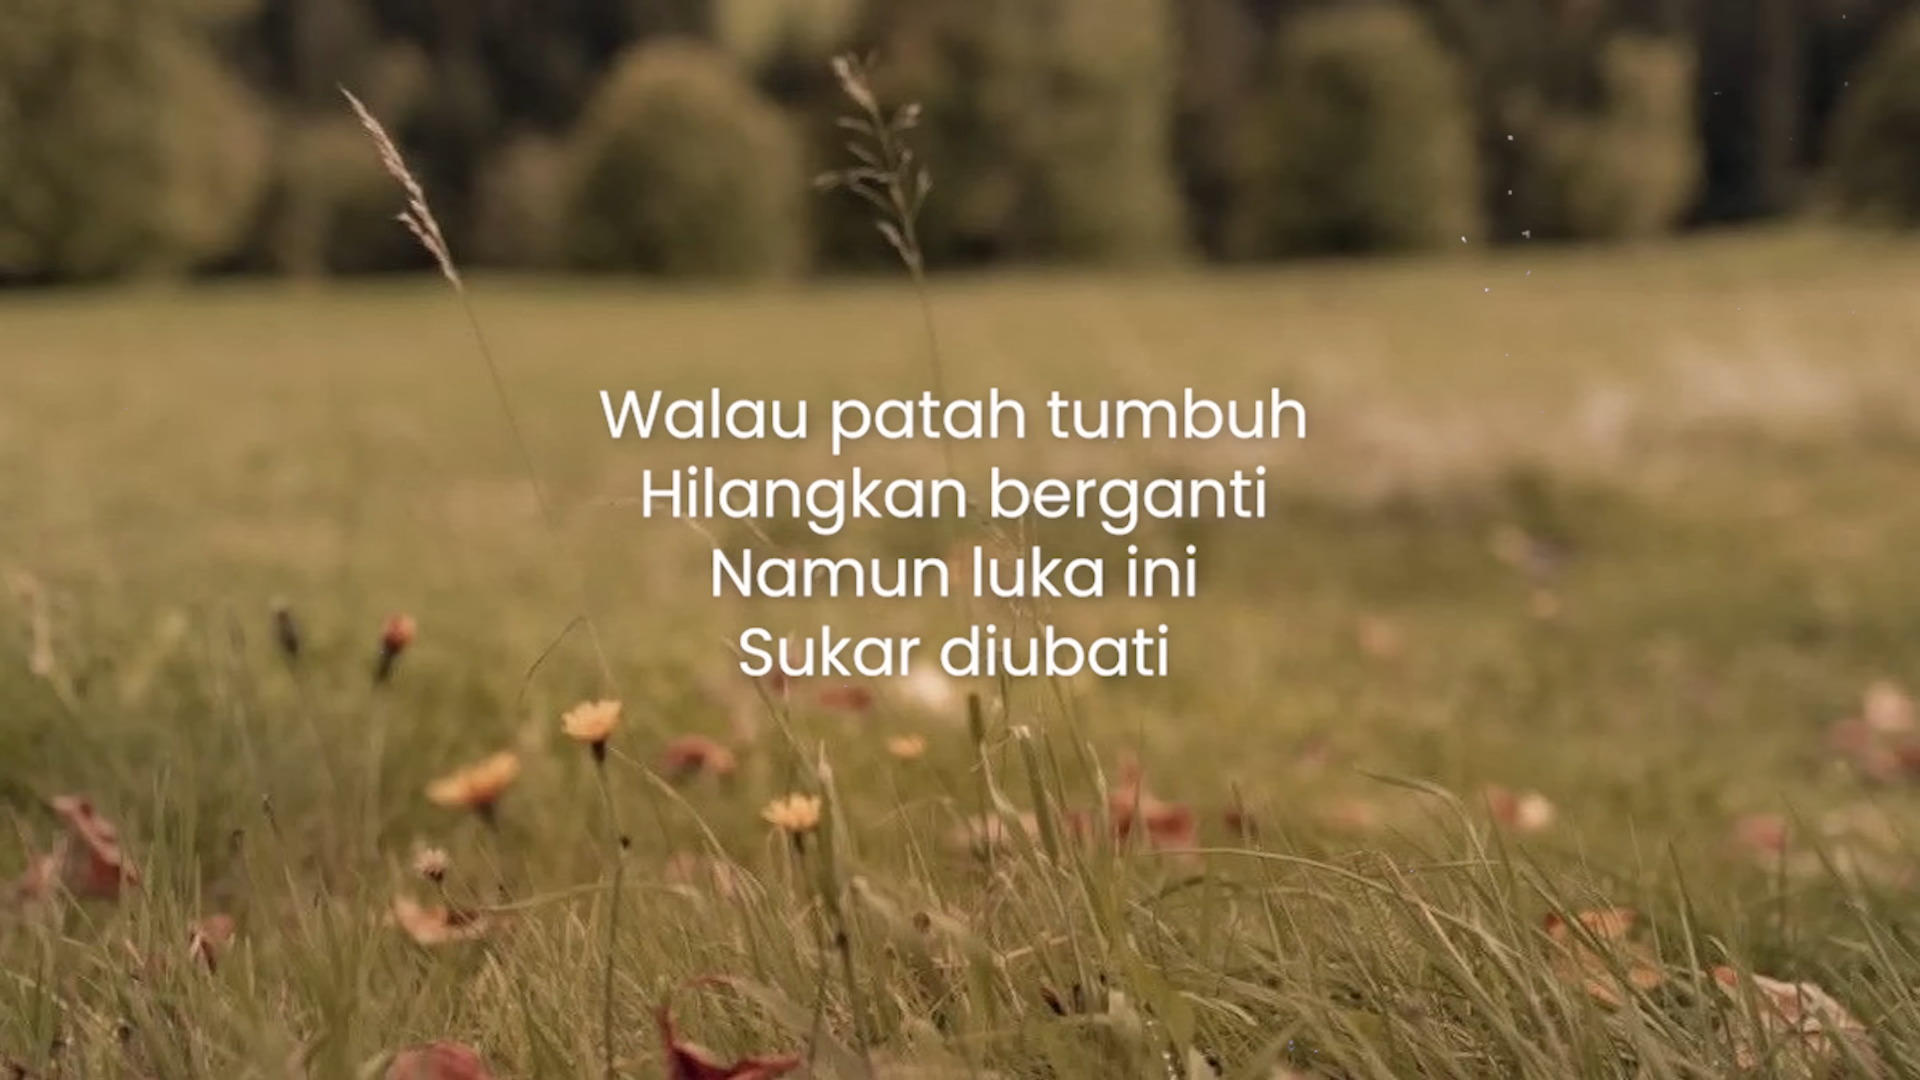 Walau patah tumbuh
Hilangkan berganti
Namun luka ini
Sukar diubati